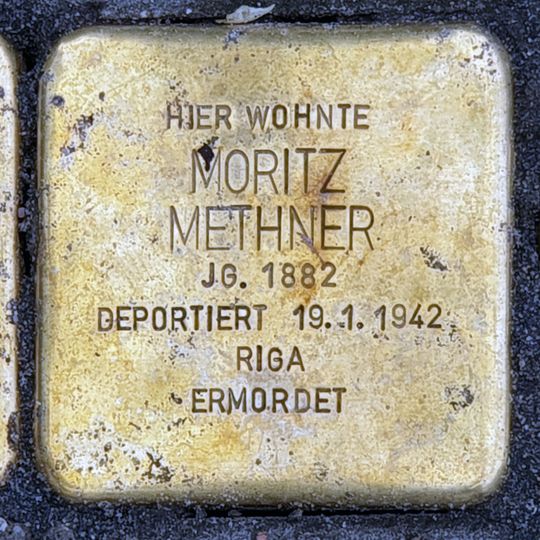 HIER WOHNTE
MORITZ
METHNER
JG. 1882
DEPORTIERT 19.1.1942
RIGA
ERMORDET